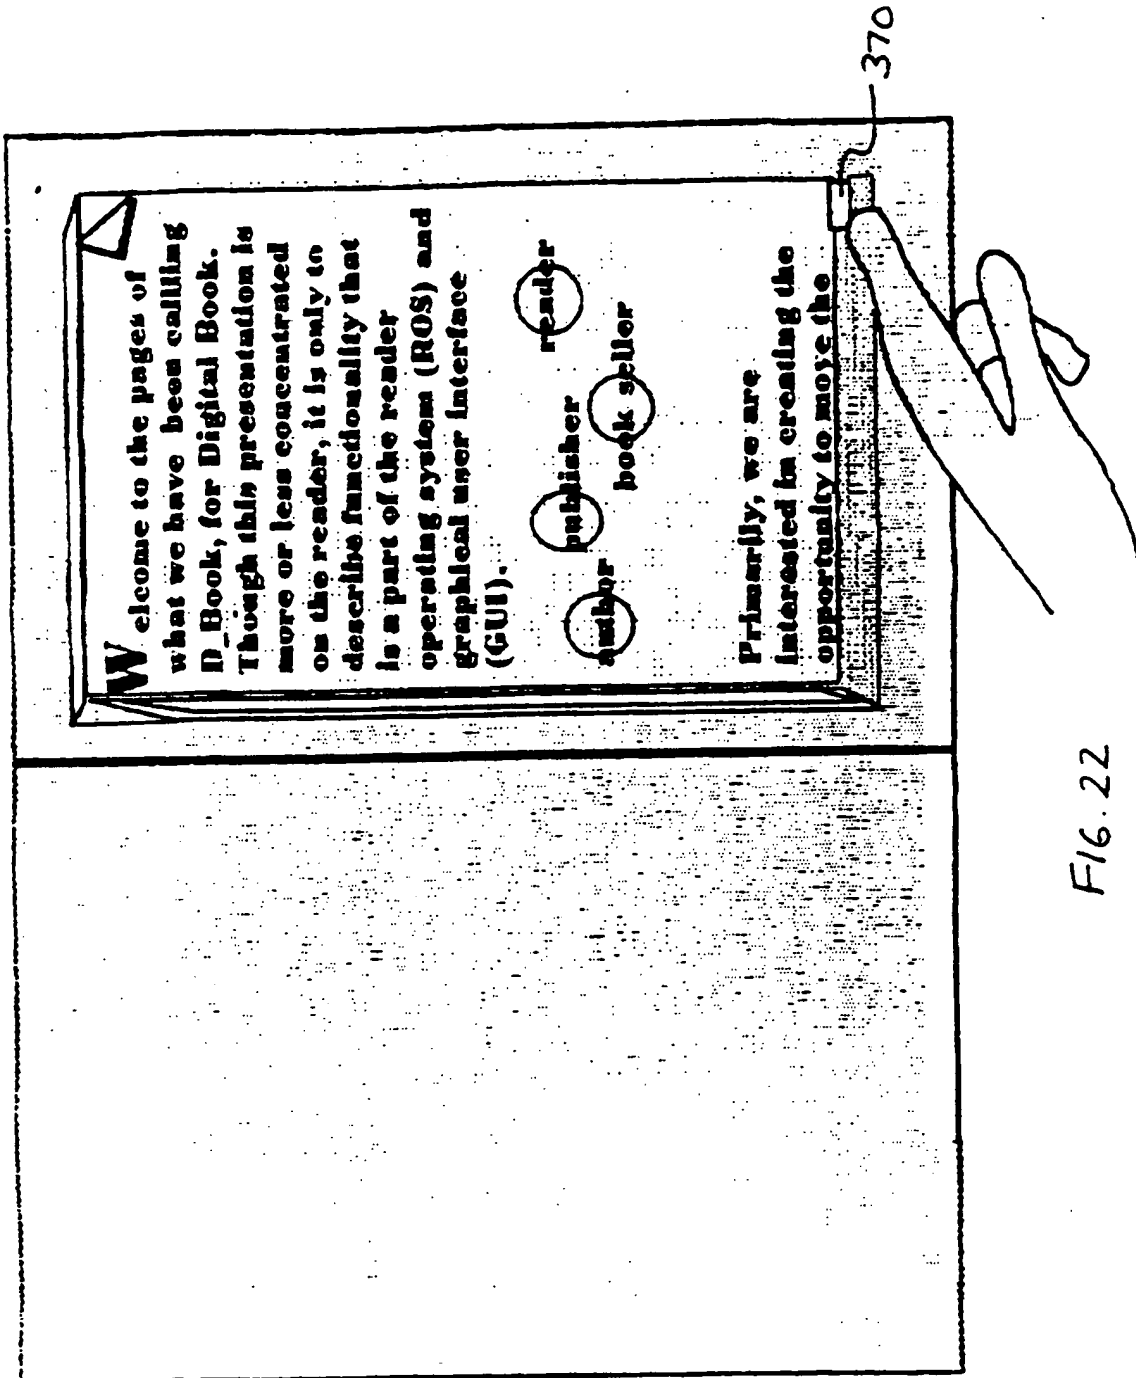 Welcome to the pages of
what we have been calling
D_Book, for Digital Book.
Though this presentation is
more or less concentrated
on the reader, it is only to
describe functionality that
is a part of the reader
operating system (ROS) and
graphical user interface
(GUI).
reader
publisher
author
book seller
Primarily, we are
interested in creating the
opportunity to move the
370
FIG. 22